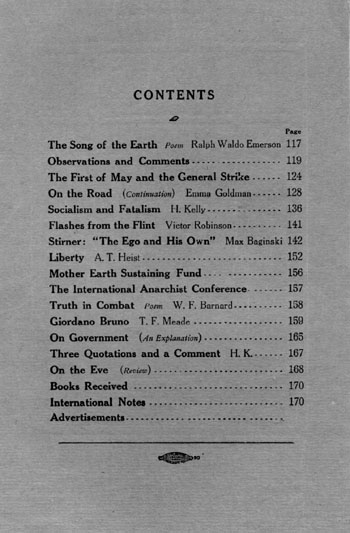 CONTENTS
Page
The Song of the Earth Poem Ralph Waldo Emerson 117
Observations and Comments 119
The First of May and the General Strike 124
On the Road (Continuation) Emma Goldman 128
Socialism and Fatalism H. Kelly 136
Flashes from the Flint Victor Robinson 141
Stirner: "The Ego and His Own" Max Baginski 142
Liberty A. T. Heist 152
Mother Earth Sustaining Fund 156
The International Anarchist Conference 157
Truth in Combat Poem W. F. Barnard 158
Giordano Bruno T. F. Meade 159
On Government (An Explanation) 165
Three Quotations and a Comment H. K. 167
On the Eve (Review) 168
Books Received 170
International Notes 170
Advertisements